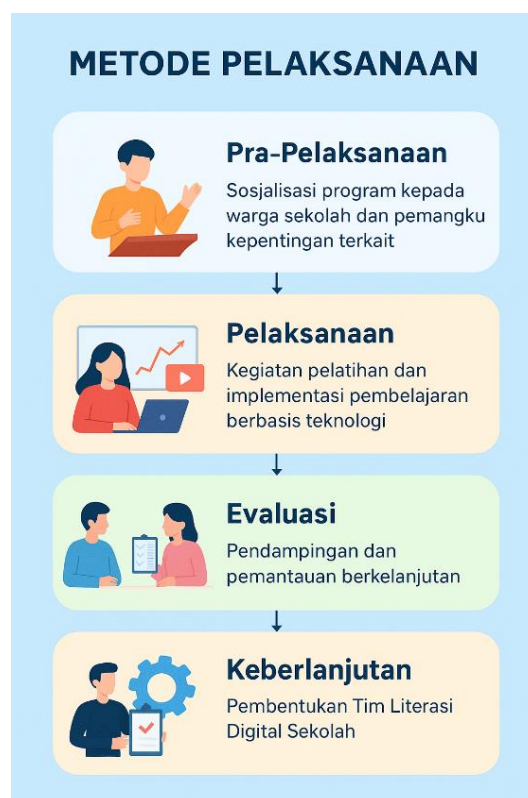 METODE PELAKSANAAN
Pra-Pelaksanaan
Sosjalisasi program kepada
warga sekolah dan pemangku
kepentingan terkait
Pelaksanaan
Kegiatan pelatihan dan
implementasi pembelajaran
berbasis teknologi
Evaluasi
Pendampingan dan
pemantauan berkelanjutan
Keberlanjutan
Pembentukan Tim Literasi
Digital Sekolah